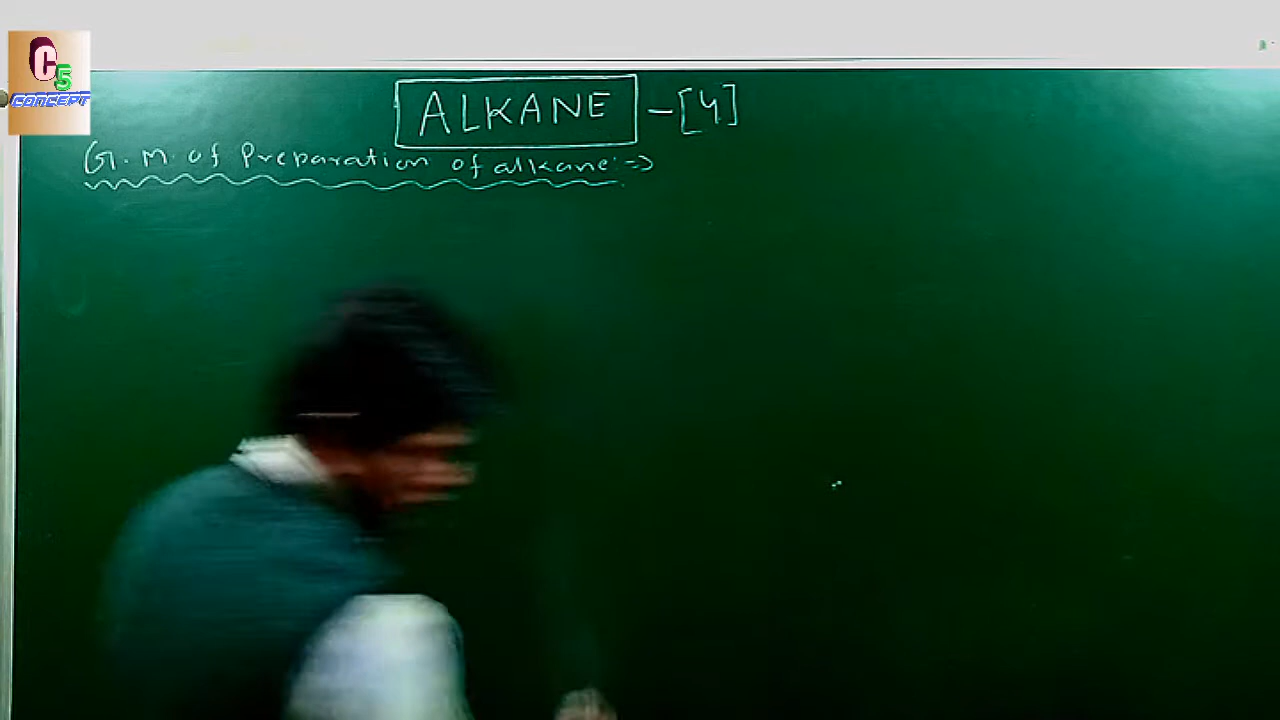 C5
CONCEPT
ALKANE -[4]
G.M. of Preparation of alkane:->